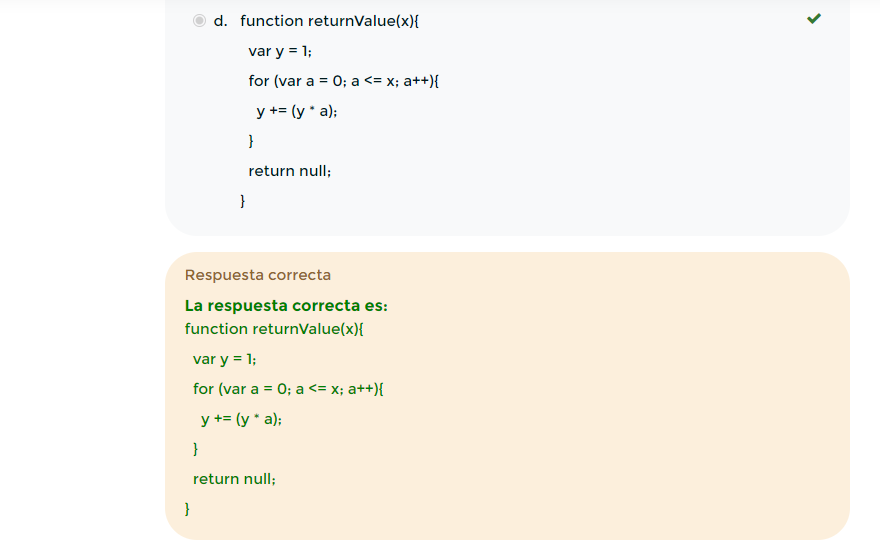 d. function returnValue(x){
var y = 1;
for (var a = 0; a <= x; a++){
y += (y * a);
}
return null;
}
Respuesta correcta
La respuesta correcta es:
function returnValue(x){
var y = 1;
for (var a = 0; a <= x; a++){
y += (y * a);
}
return null;
}